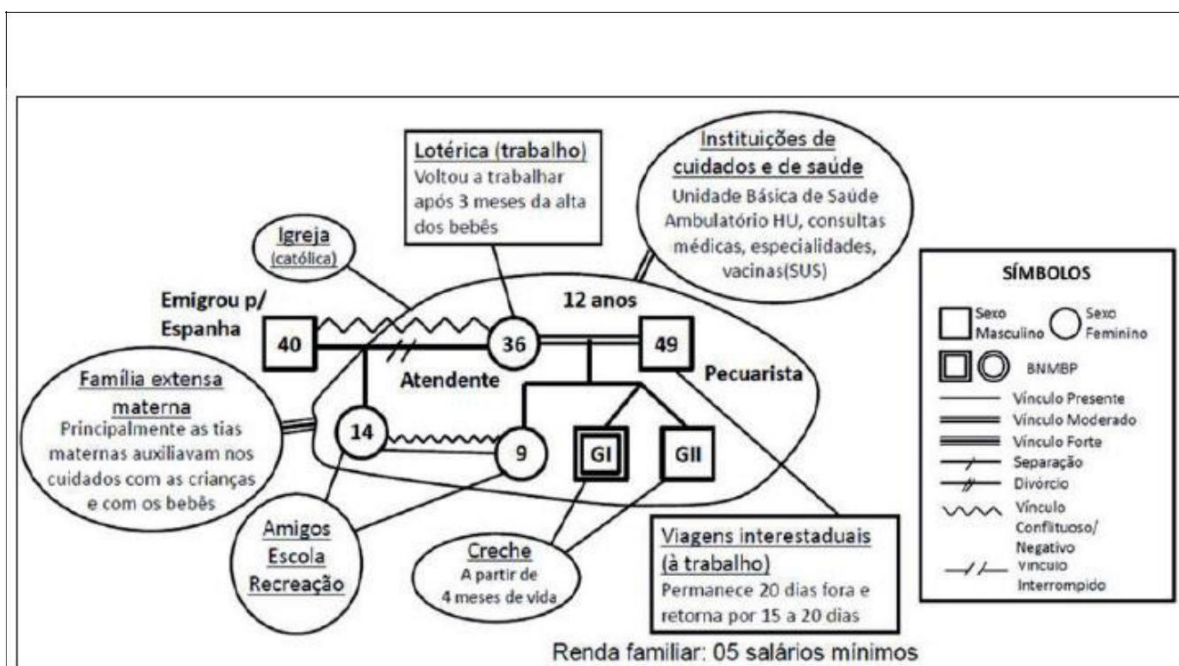 Lotérica (trabalho)
Voltou a trabalhar
após 3 meses da alta
dos bebês
Instituições de
cuidados e de saúde
Unidade Básica de Saúde
Ambulatório HU, consultas
médicas, especialidades,
vacinas(SUS)
Igreja
(católica)
Emigrou p/
Espanha
12 anos
40
36
49
Atendente
Pecuarista
Família extensa
materna
Principalmente as tias
maternas auxiliavam nos
cuidados com as crianças
e com os bebês
14
9
GI
GII
Amigos
Escola
Recreação
Creche
A partir de
4 meses de vida
Viagens interestaduais
(à trabalho)
Permanece 20 dias fora e
retorna por 15 a 20 dias
SÍMBOLOS
Sexo
Masculino
Sexo
Feminino
BNMBP
Vínculo Presente
Vínculo Moderado
Vínculo Forte
Separação
Divórcio
Vínculo
Conflituoso/
Negativo
Vínculo
Interrompido
Renda familiar: 05 salários mínimos